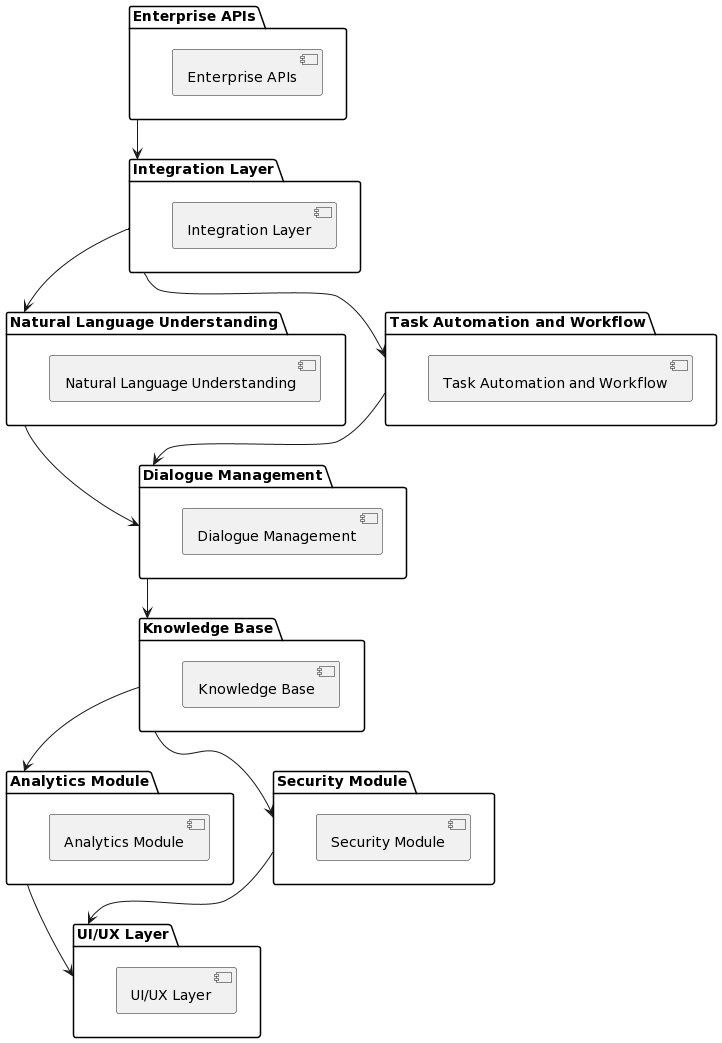 Enterprise APIs
Enterprise APIs
Integration Layer
Integration Layer
Natural Language Understanding
Natural Language Understanding
Task Automation and Workflow
Task Automation and Workflow
Dialogue Management
Dialogue Management
Knowledge Base
Knowledge Base
Analytics Module
Analytics Module
Security Module
Security Module
UI/UX Layer
UI/UX Layer